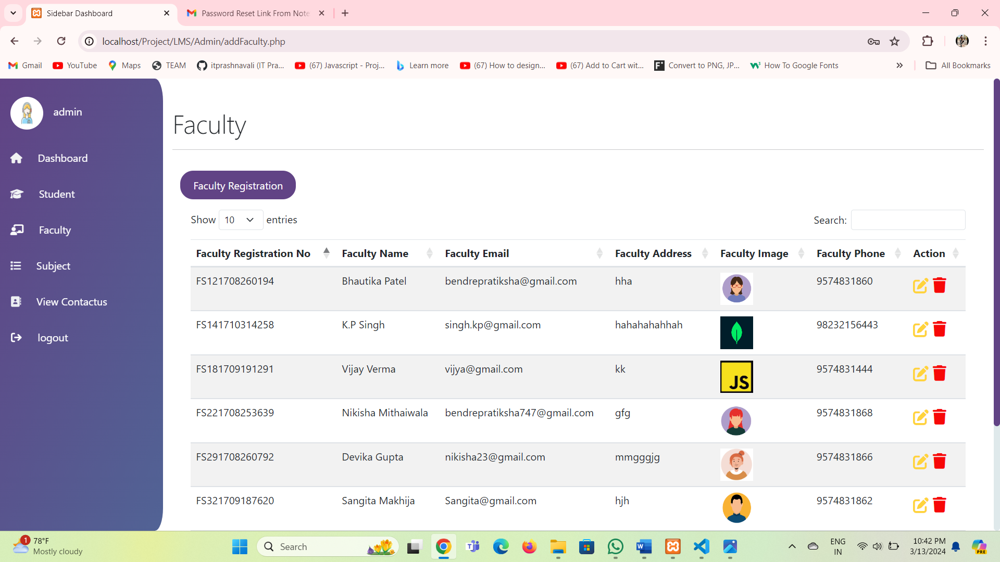 Sidebar Dashboard
Password Reset Link From Note
localhost/Project/LMS/Admin/addFaculty.php
Gmail YouTube Maps TEAM itprashnavali (IT Pra... (67) Javascript - Proj... Learn more (67) How to design... (67) Add to Cart wit... F Convert to PNG, JP... How To Google Fonts All Bookmarks
admin
Dashboard
Student
Faculty
Subject
View Contactus
logout
Faculty
Faculty Registration
Show 10 entries
Search:
Faculty Registration No Faculty Name Faculty Email Faculty Address Faculty Image Faculty Phone Action
FS121708260194 Bhautika Patel bendrepratiksha@gmail.com hha 9574831860
FS141710314258 K.P Singh singh.kp@gmail.com hahahahahhah 98232156443
FS181709191291 Vijay Verma vijya@gmail.com kk JS 9574831444
FS221708253639 Nikisha Mithaiwala bendrepratiksha747@gmail.com gfg 9574831868
FS291708260792 Devika Gupta nikisha23@gmail.com mmgggjg 9574831866
FS321709187620 Sangita Makhija Sangita@gmail.com hjh 9574831862
1
78°F
Mostly cloudy
Search
ENG
IN
10:42 PM
3/13/2024
PRE